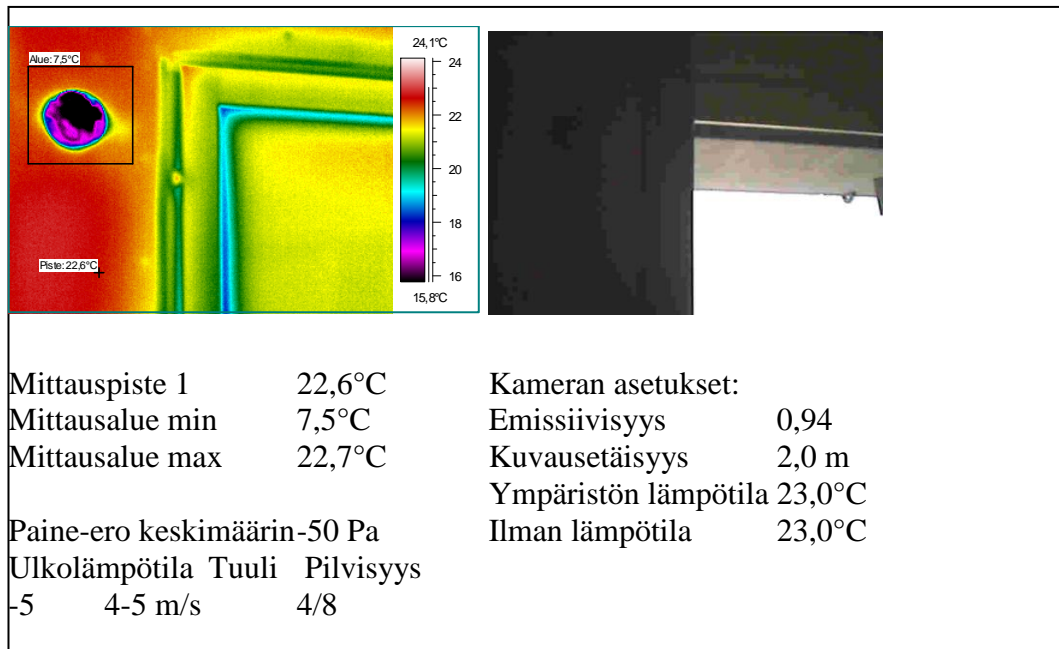 Alue: 7,5°C
Piste: 22,6°C
24,1°C
24
22
20
18
16
15,8°C
Mittauspiste 1 22,6°C
Mittausalue min 7,5°C
Mittausalue max 22,7°C
Paine-ero keskimäärin -50 Pa
Ulkolämpötila Tuuli Pilvisyys
-5 4-5 m/s 4/8
Kameran asetukset:
Emissiivisyys 0,94
Kuvausetäisyys 2,0 m
Ympäristön lämpötila 23,0°C
Ilman lämpötila 23,0°C